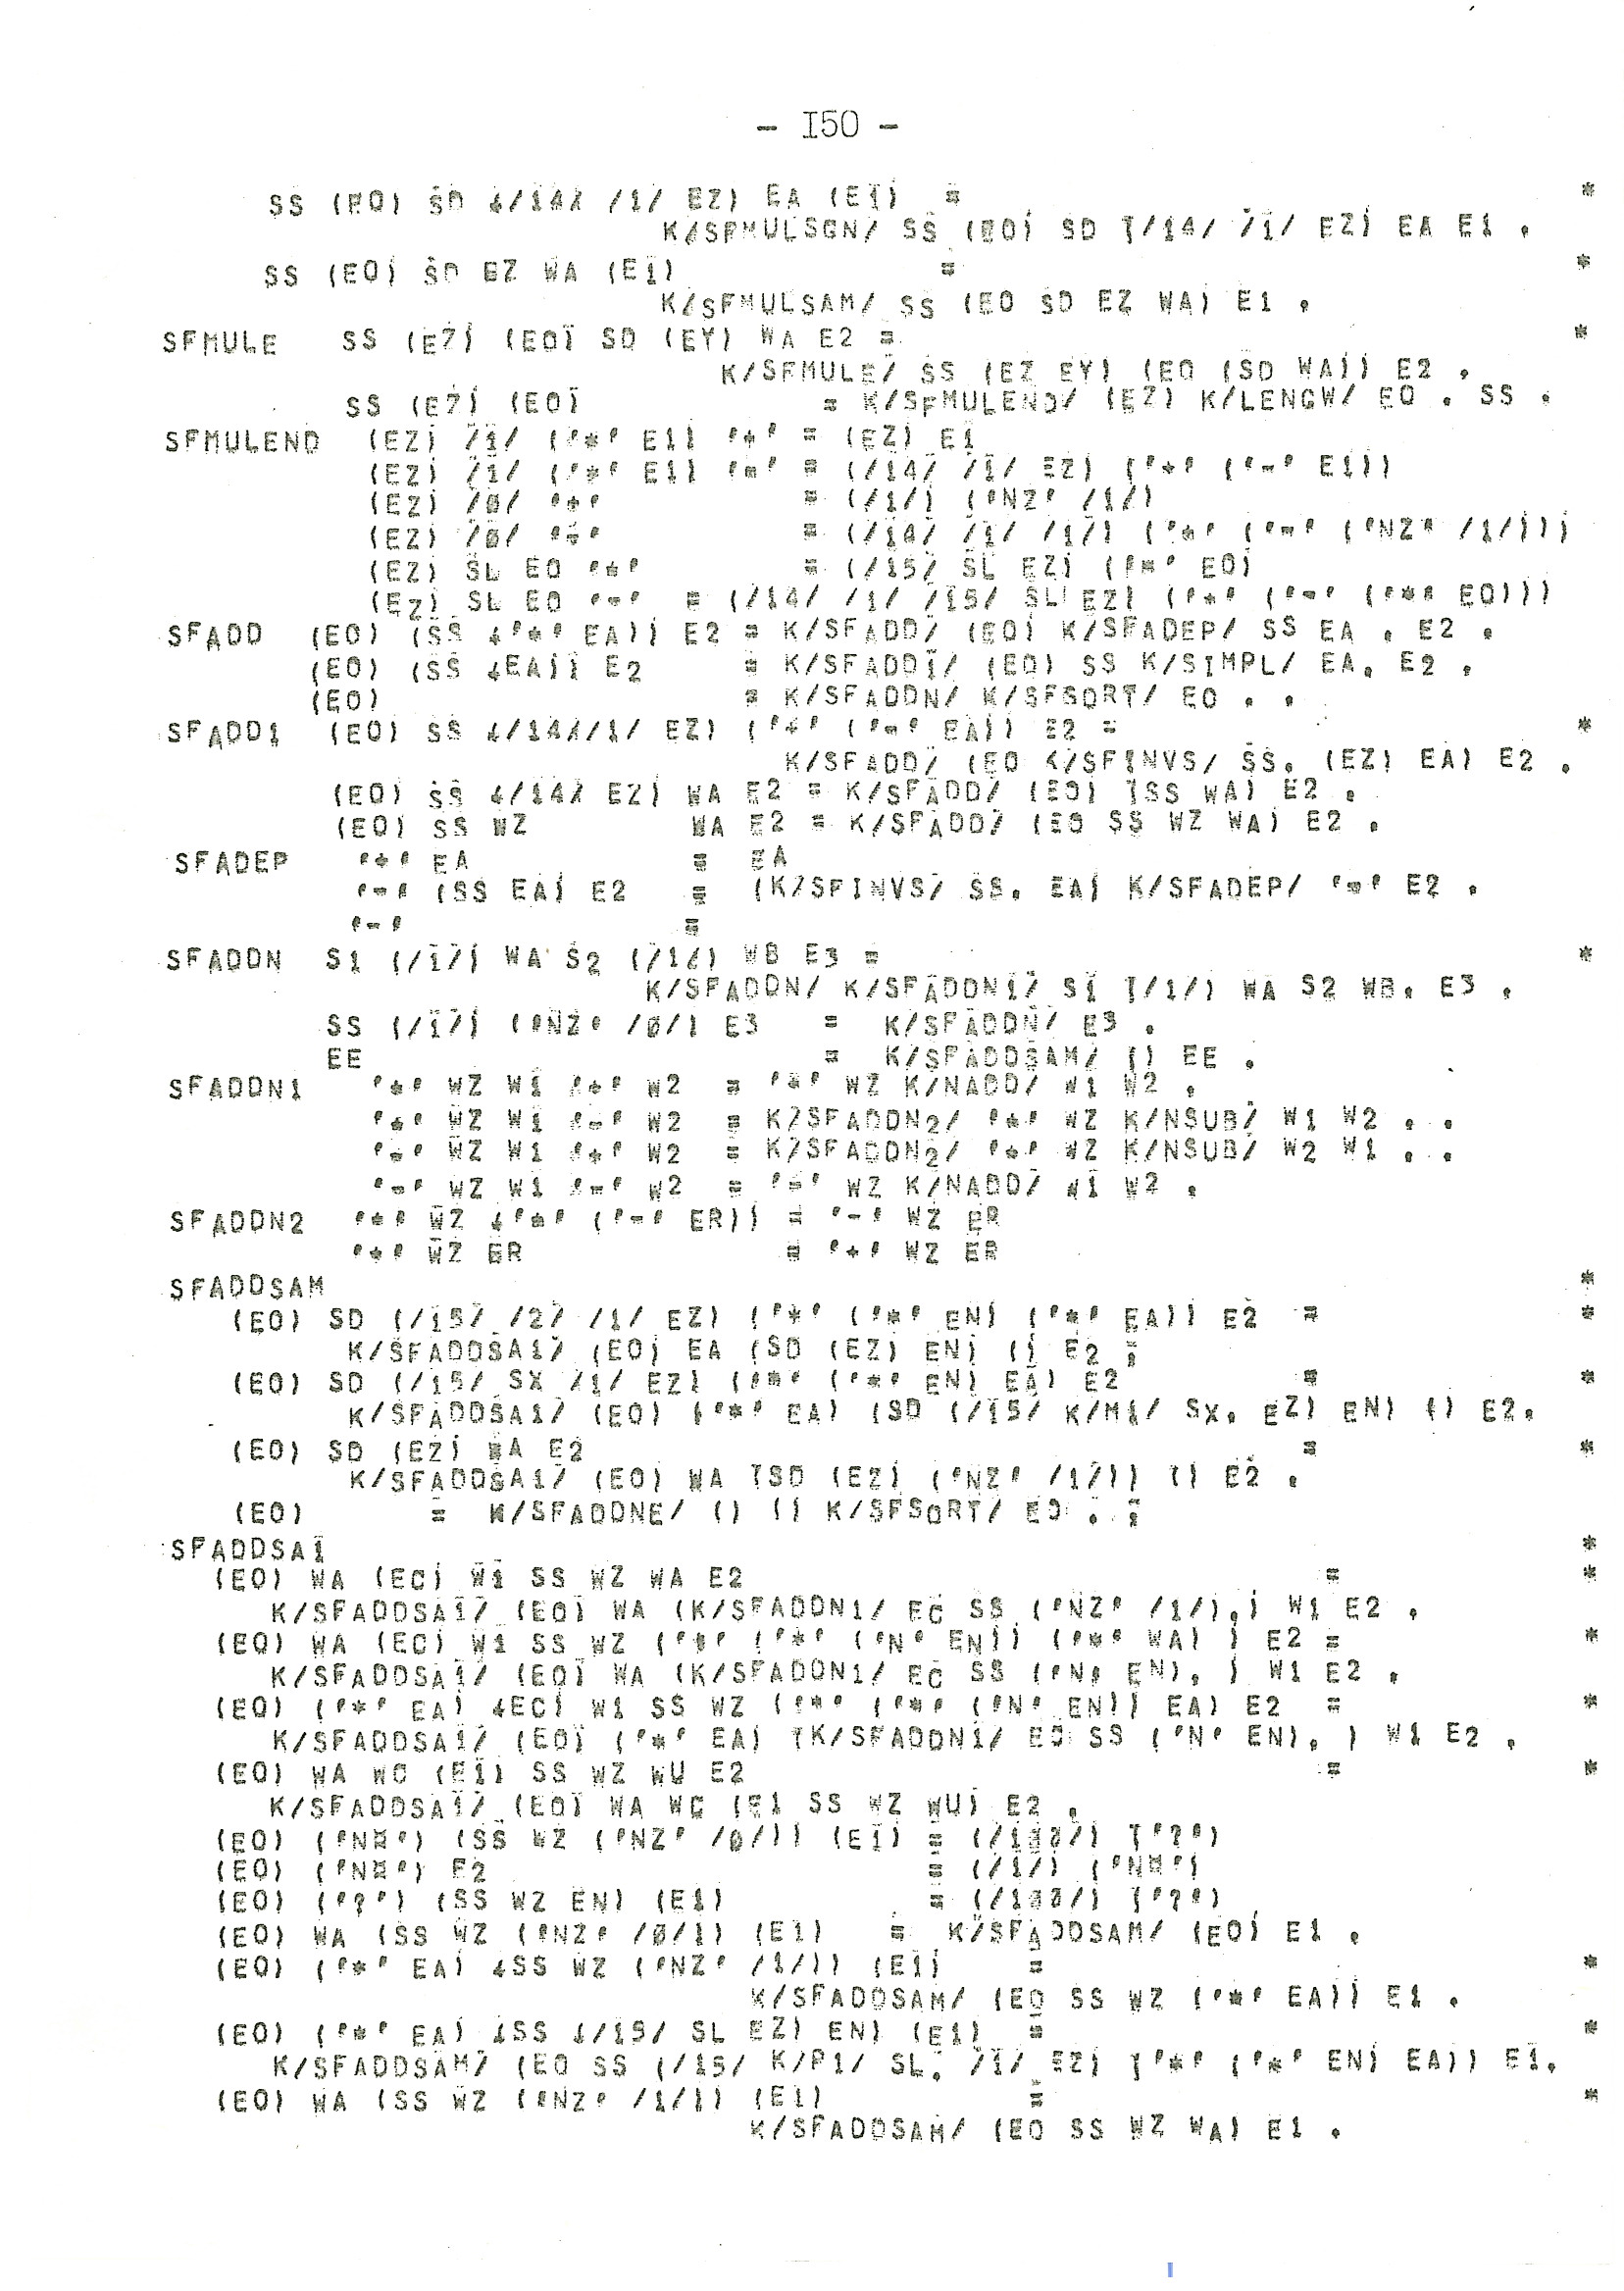 - I50 -
SS (EO) SD (/14/ /1/ EZ) EA (E1) = *
K/SFMULSGN/ SS (EO) SD (/14/ /1/ EZ) EA E1 .
SS (EO) SD EZ WA (E1) = *
K/SFMULSAM/ SS (EO SD EZ WA) E1 .
SFMULE SS (EZ) (EO) SD (EY) WA E2 = *
K/SFMULE/ SS (EZ EY) (EO (SD WA)) E2 .
SS (EZ) (EO) = K/SFMULEND/ (EZ) K/LENGW/ EO . SS .
SFMULEND (EZ) /1/ ('*' E1) '+' = (EZ) E1
(EZ) /1/ ('*' E1) '-' = (/14/ /1/ EZ) ('*' ('-' E1))
(EZ) /0/ '+' = (/1/) ('NZ' /1/)
(EZ) /0/ '-' = (/14/ /1/ /1/) ('*' ('-' ('NZ' /1/)))
(EZ) SL EO '+' = (/15/ SL EZ) ('*' EO)
(EZ) SL EO '-' = (/14/ /1/ /15/ SL EZ) ('*' ('-' ('*' EO)))
SFADD (EO) (SS ('*' EA)) E2 = K/SFADD/ (EO) K/SFADEP/ SS EA . E2 .
(EO) (SS (EA)) E2 = K/SFADD1/ (EO) SS K/SIMPL/ EA. E2 .
(EO) = K/SFADDN/ K/SFSORT/ EO . .
SFADD1 (EO) SS (/14//1/ EZ) ('*' ('-' EA)) E2 = *
K/SFADD/ (EO K/SFINVS/ SS. (EZ) EA) E2 .
(EO) SS (/14/ EZ) WA E2 = K/SFADD/ (EO) (SS WA) E2 .
(EO) SS WZ WA E2 = K/SFADD/ (EO SS WZ WA) E2 .
SFADEP '+' EA = EA
'-' (SS EA) E2 = (K/SFINVS/ SS. EA) K/SFADEP/ '-' E2 .
'-' =
SFADDN S1 (/1/) WA S2 (/1/) WB E3 = *
K/SFADDN/ K/SFADDN1/ S1 (/1/) WA S2 WB. E3 .
SS (/1/) ('NZ' /0/) E3 = K/SFADDN/ E3 .
EE = K/SFADDSAM/ () EE .
SFADDN1 '+' WZ W1 '+' W2 = '+' WZ K/NADD/ W1 W2 .
'+' WZ W1 '-' W2 = K/SFADDN2/ '+' WZ K/NSUB/ W1 W2 . .
'-' WZ W1 '+' W2 = K/SFADDN2/ '+' WZ K/NSUB/ W2 W1 . .
'-' WZ W1 '-' W2 = '-' WZ K/NADD/ W1 W2 .
SFADDN2 '+' WZ ('*' ('-' ER)) = '-' WZ ER
'+' WZ ER = '+' WZ ER
SFADDSAM *
(EO) SD (/15/ /2/ /1/ EZ) ('*' ('*' EN) ('*' EA)) E2 = *
K/SFADDSA1/ (EO) EA (SD (EZ) EN) () E2 .
(EO) SD (/15/ SX /1/ EZ) ('*' ('*' EN) EA) E2 = *
K/SFADDSA1/ (EO) ('*' EA) (SD (/15/ K/M1/ SX. EZ) EN) () E2.
(EO) SD (EZ) WA E2 = *
K/SFADDSA1/ (EO) WA (SD (EZ) ('NZ' /1/)) () E2 .
(EO) = K/SFADDNE/ () () K/SFSORT/ EO . .
SFADDSA1 *
(EO) WA (EC) W1 SS WZ WA E2 = *
K/SFADDSA1/ (EO) WA (K/SFADDN1/ EC SS ('NZ' /1/).) W1 E2 .
(EO) WA (EC) W1 SS WZ ('*' ('*' ('N' EN)) ('*' WA) ) E2 = *
K/SFADDSA1/ (EO) WA (K/SFADDN1/ EC SS ('N' EN). ) W1 E2 .
(EO) ('*' EA) (EC) W1 SS WZ ('*' ('*' ('N' EN)) EA) E2 = *
K/SFADDSA1/ (EO) ('*' EA) (K/SFADDN1/ EC SS ('N' EN). ) W1 E2 .
(EO) WA WC (E1) SS WZ WU E2 = *
K/SFADDSA1/ (EO) WA WC (E1 SS WZ WU) E2 .
(EO) ('N¤') (SS WZ ('NZ' /0/)) (E1) = (/100/) ('?')
(EO) ('N¤') E2 = (/1/) ('N¤')
(EO) ('?') (SS WZ EN) (E1) = (/100/) ('?')
(EO) WA (SS WZ ('NZ' /0/)) (E1) = K/SFADDSAM/ (EO) E1 .
(EO) ('*' EA) (SS WZ ('NZ' /1/)) (E1) = *
K/SFADDSAM/ (EO SS WZ ('*' EA)) E1 .
(EO) ('*' EA) (SS (/15/ SL EZ) EN) (E1) = *
K/SFADDSAM/ (EO SS (/15/ K/P1/ SL. /1/ EZ) ('*' ('*' EN) EA)) E1.
(EO) WA (SS WZ ('NZ' /1/)) (E1) = *
K/SFADDSAM/ (EO SS WZ WA) E1 .